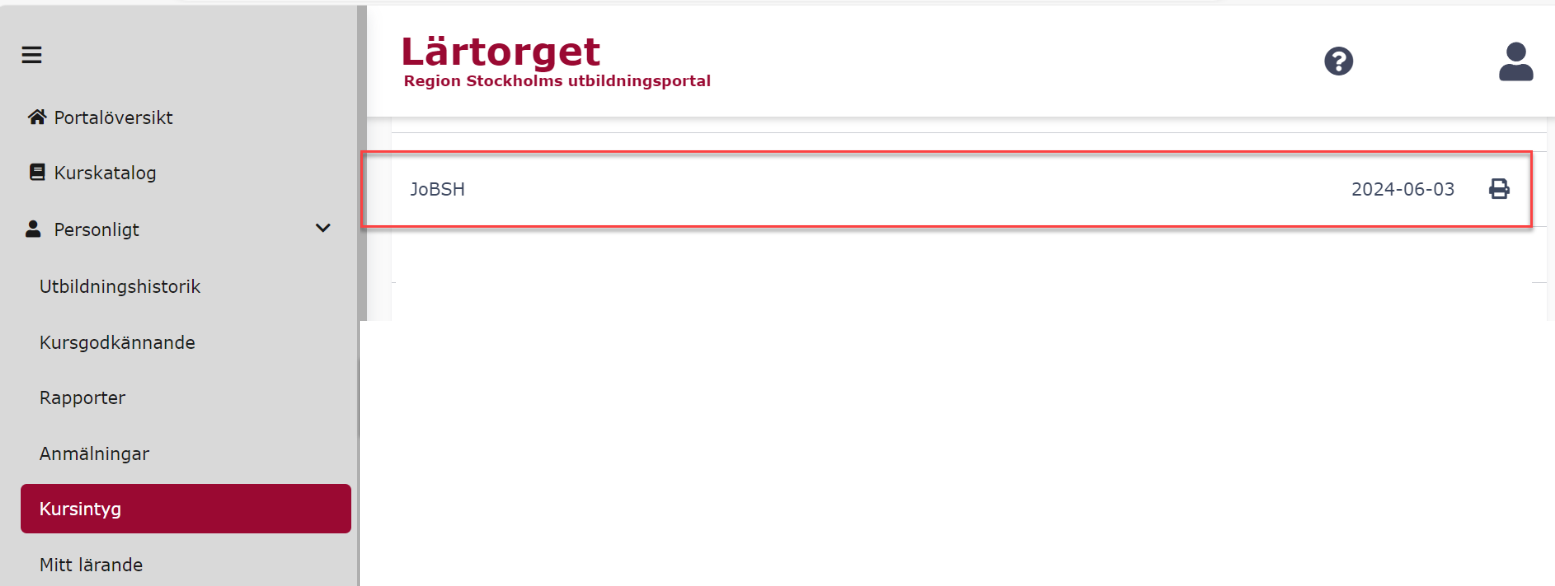 Lärtorget
Region Stockholms utbildningsportal
Portalöversikt
Kurskatalog
Personligt
Utbildningshistorik
Kursgodkännande
Rapporter
Anmälningar
Kursintyg
Mitt lärande
JoBSH 2024-06-03